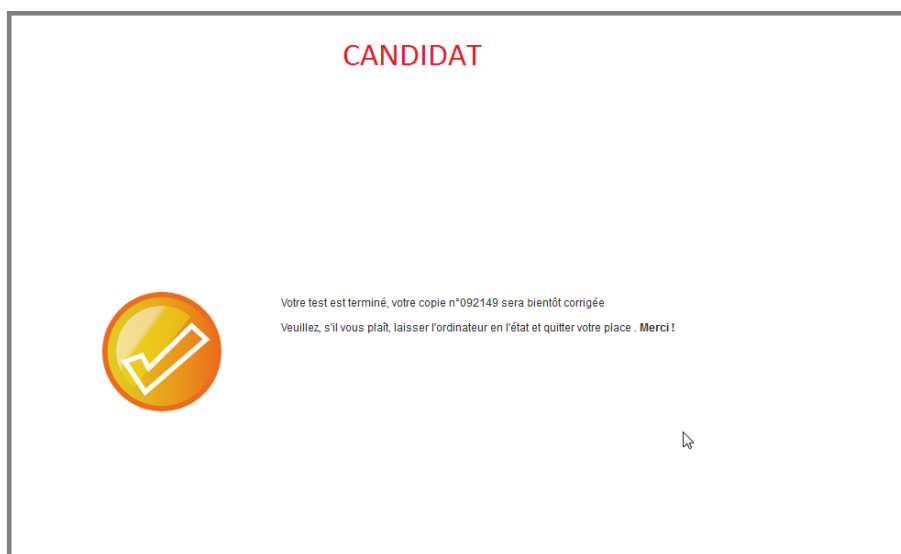 CANDIDAT
Votre test est terminé, votre copie n°092149 sera bientôt corrigée
Veuillez, s'il vous plaît, laisser l'ordinateur en l'état et quitter votre place . Merci !